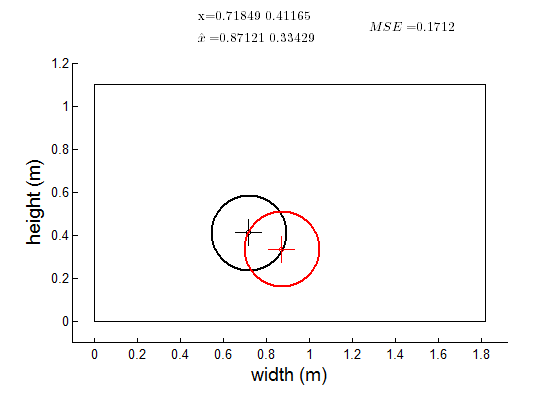 x=0.71849 0.41165
x̂ =0.87121 0.33429
MSE =0.1712
1.2
1
0.8
0.6
0.4
0.2
0
height (m)
0 0.2 0.4 0.6 0.8 1 1.2 1.4 1.6 1.8
width (m)